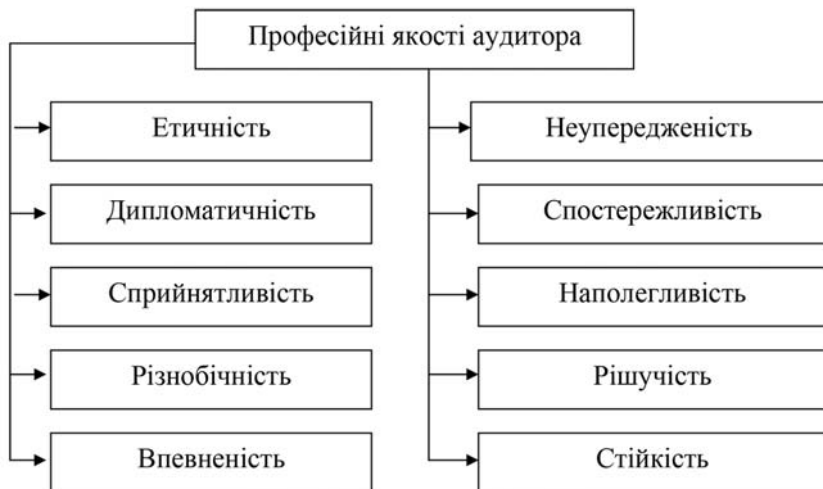 Професійні якості аудитора
Етичність
Дипломатичність
Сприйнятливість
Різнобічність
Впевненість
Неупередженість
Спостережливість
Наполегливість
Рішучість
Стійкість